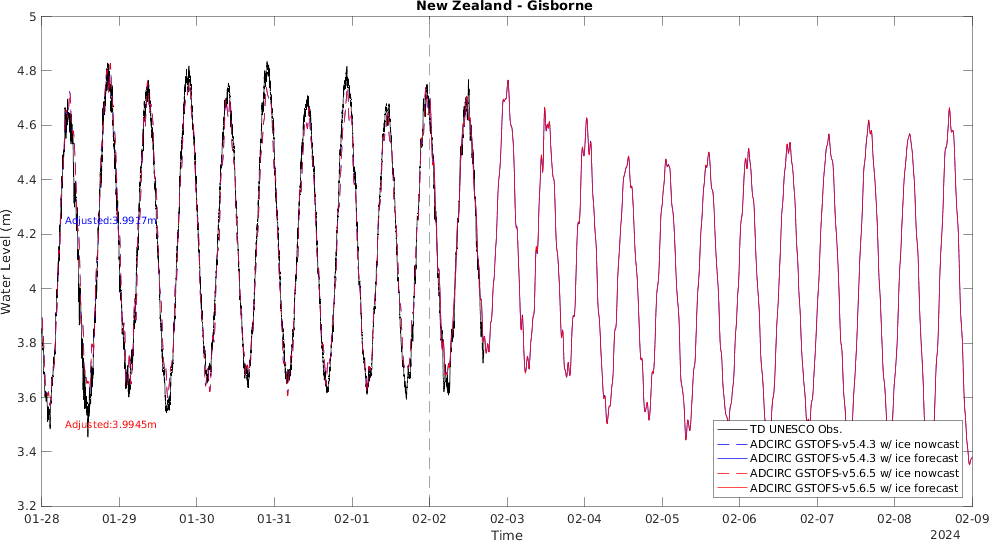 New Zealand - Gisborne
5
4.8
4.6
4.4
4.2
4
3.8
3.6
3.4
3.2
Water Level (m)
Adjusted:3.9917m
Adjusted:3.9945m
TD UNESCO Obs.
ADCIRC GSTOFS-v5.4.3 w/ ice nowcast
ADCIRC GSTOFS-v5.4.3 w/ ice forecast
ADCIRC GSTOFS-v5.6.5 w/ ice nowcast
ADCIRC GSTOFS-v5.6.5 w/ ice forecast
01-28 01-29 01-30 01-31 02-01 02-02 02-03 02-04 02-05 02-06 02-07 02-08 02-09
Time
2024